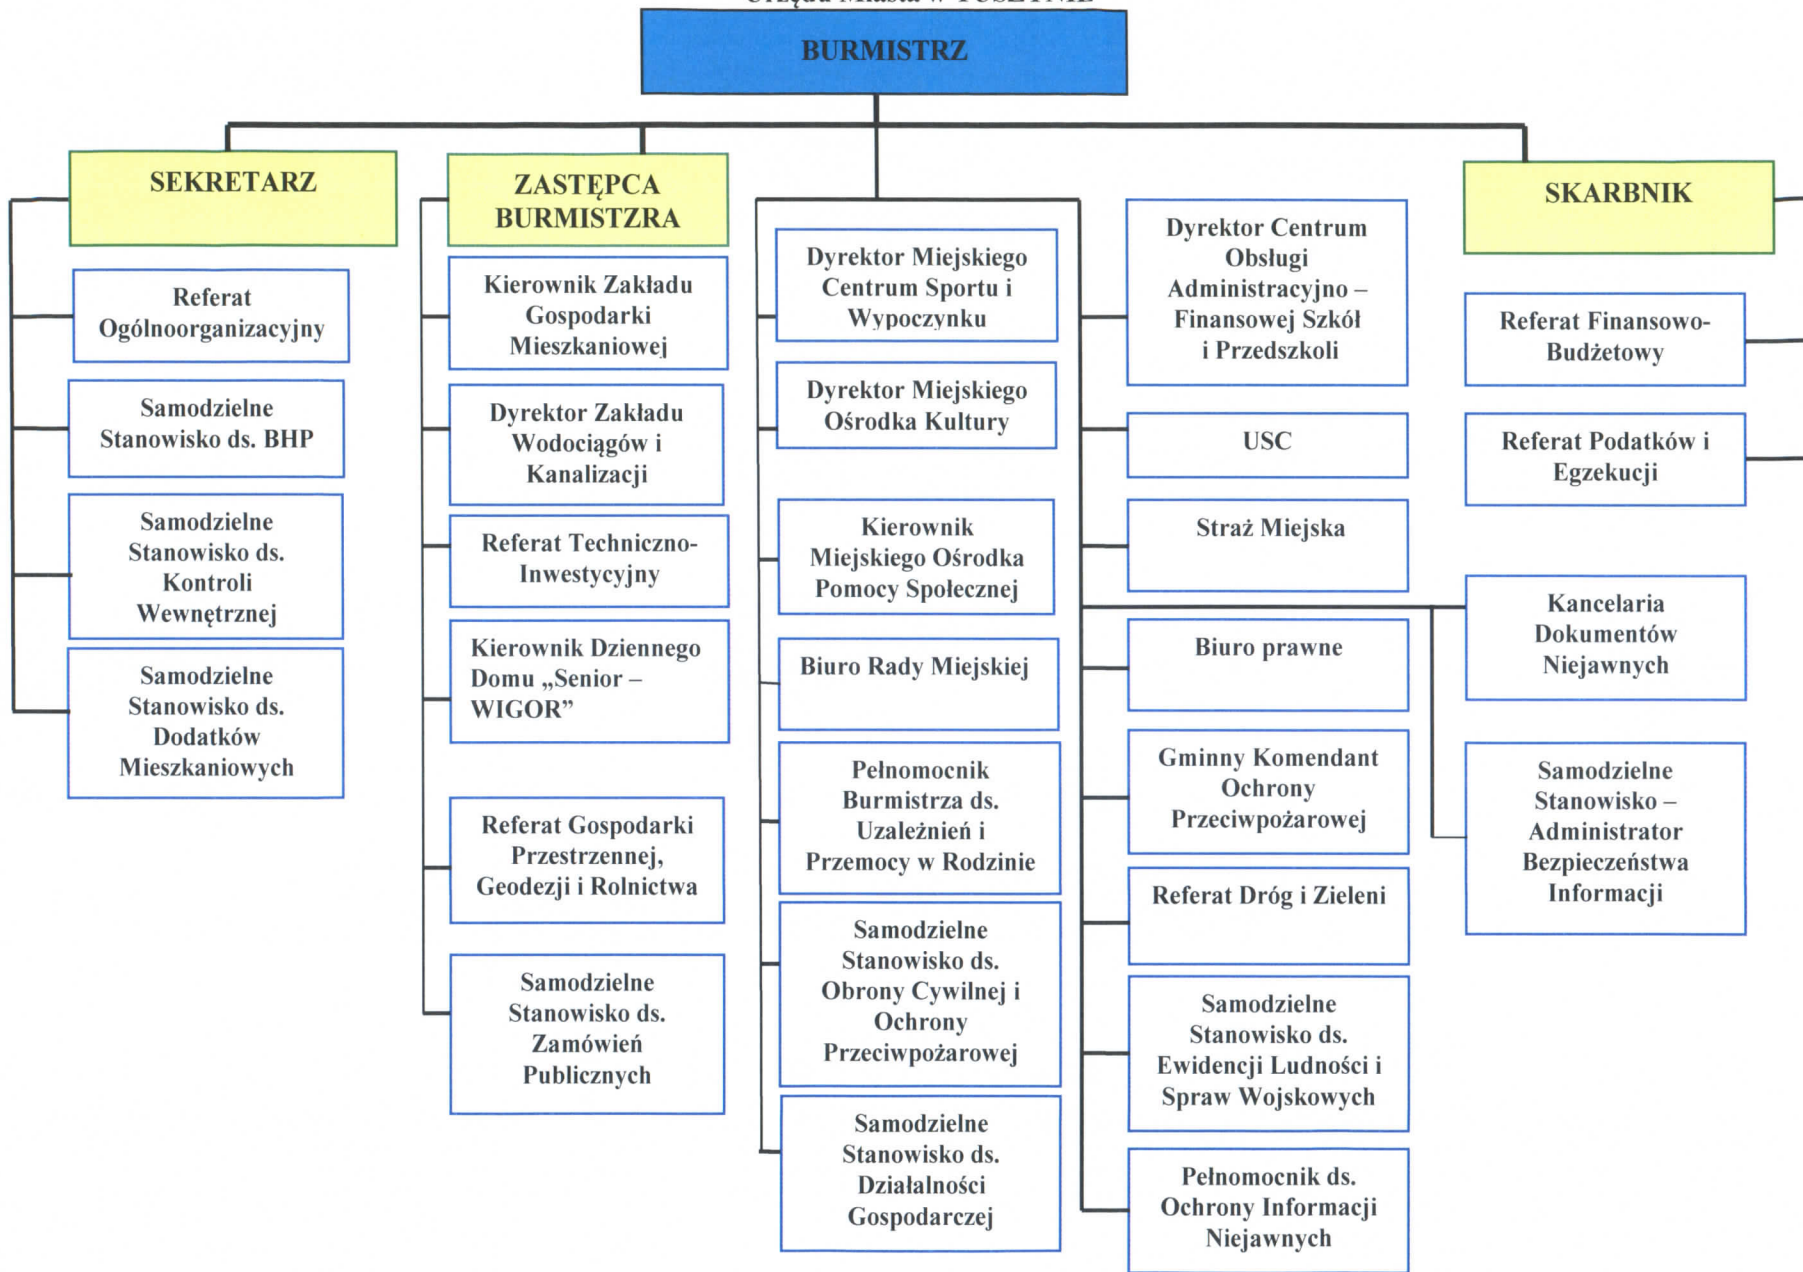 Urzędu Miasta w TUSZYNIE
BURMISTRZ
SEKRETARZ
Referat
Ogólnoorganizacyjny
Samodzielne
Stanowisko ds. BHP
Samodzielne
Stanowisko ds.
Kontroli
Wewnętrznej
Samodzielne
Stanowisko ds.
Dodatków
Mieszkaniowych
ZASTĘPCA
BURMISTZRA
Kierownik Zakładu
Gospodarki
Mieszkaniowej
Dyrektor Zakładu
Wodociągów i
Kanalizacji
Referat Techniczno-
Inwestycyjny
Kierownik Dziennego
Domu „Senior –
WIGOR”
Referat Gospodarki
Przestrzennej,
Geodezji i Rolnictwa
Samodzielne
Stanowisko ds.
Zamówień
Publicznych
Dyrektor Miejskiego
Centrum Sportu i
Wypoczynku
Dyrektor Miejskiego
Ośrodka Kultury
Kierownik
Miejskiego Ośrodka
Pomocy Społecznej
Biuro Rady Miejskiej
Pełnomocnik
Burmistrza ds.
Uzależnień i
Przemocy w Rodzinie
Samodzielne
Stanowisko ds.
Obrony Cywilnej i
Ochrony
Przeciwpożarowej
Samodzielne
Stanowisko ds.
Działalności
Gospodarczej
Dyrektor Centrum
Obsługi
Administracyjno –
Finansowej Szkół
i Przedszkoli
USC
Straż Miejska
Biuro prawne
Gminny Komendant
Ochrony
Przeciwpożarowej
Referat Dróg i Zieleni
Samodzielne
Stanowisko ds.
Ewidencji Ludności i
Spraw Wojskowych
Pełnomocnik ds.
Ochrony Informacji
Niejawnych
SKARBNIK
Referat Finansowo-
Budżetowy
Referat Podatków i
Egzekucji
Kancelaria
Dokumentów
Niejawnych
Samodzielne
Stanowisko –
Administrator
Bezpieczeństwa
Informacji